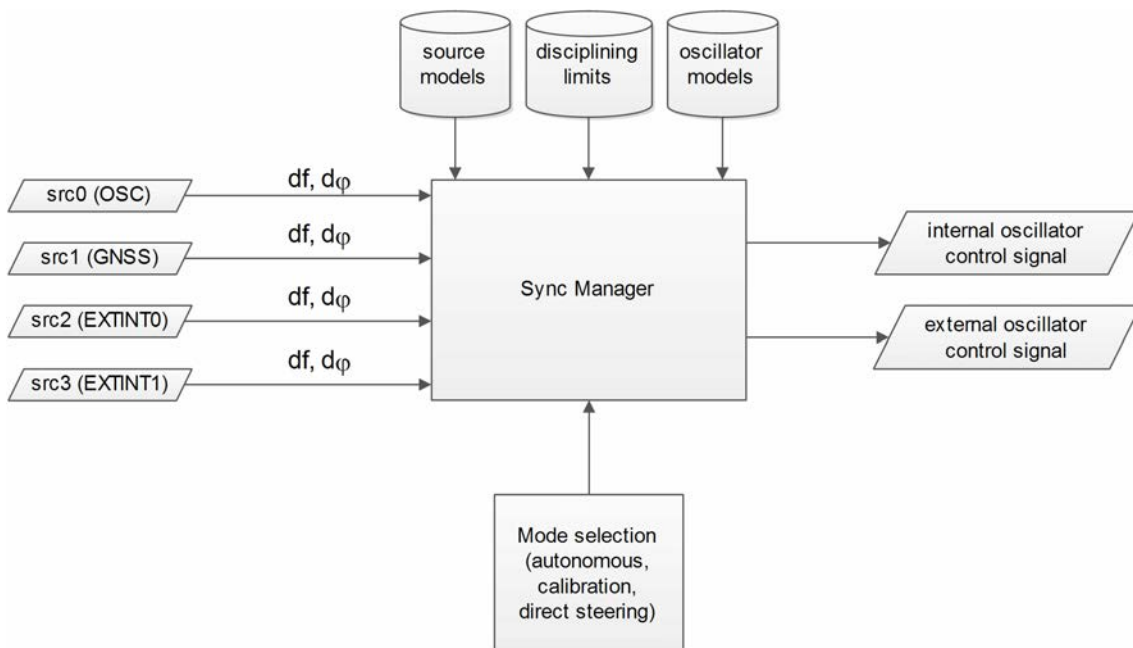 source
models
disciplining
limits
oscillator
models
src0 (OSC)
df, dφ
src1 (GNSS)
df, dφ
src2 (EXTINT0)
df, dφ
src3 (EXTINT1)
df, dφ
Sync Manager
internal oscillator
control signal
external oscillator
control signal
Mode selection
(autonomous,
calibration,
direct steering)